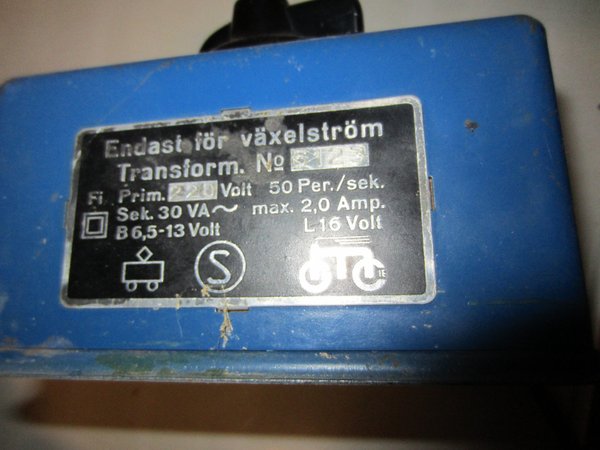 Endast för växelström
Transform. No
Fi Prim. 220 Volt 50 Per./sek.
Sek. 30 VA~ max. 2,0 Amp.
B 6,5-13 Volt L 16 Volt
S